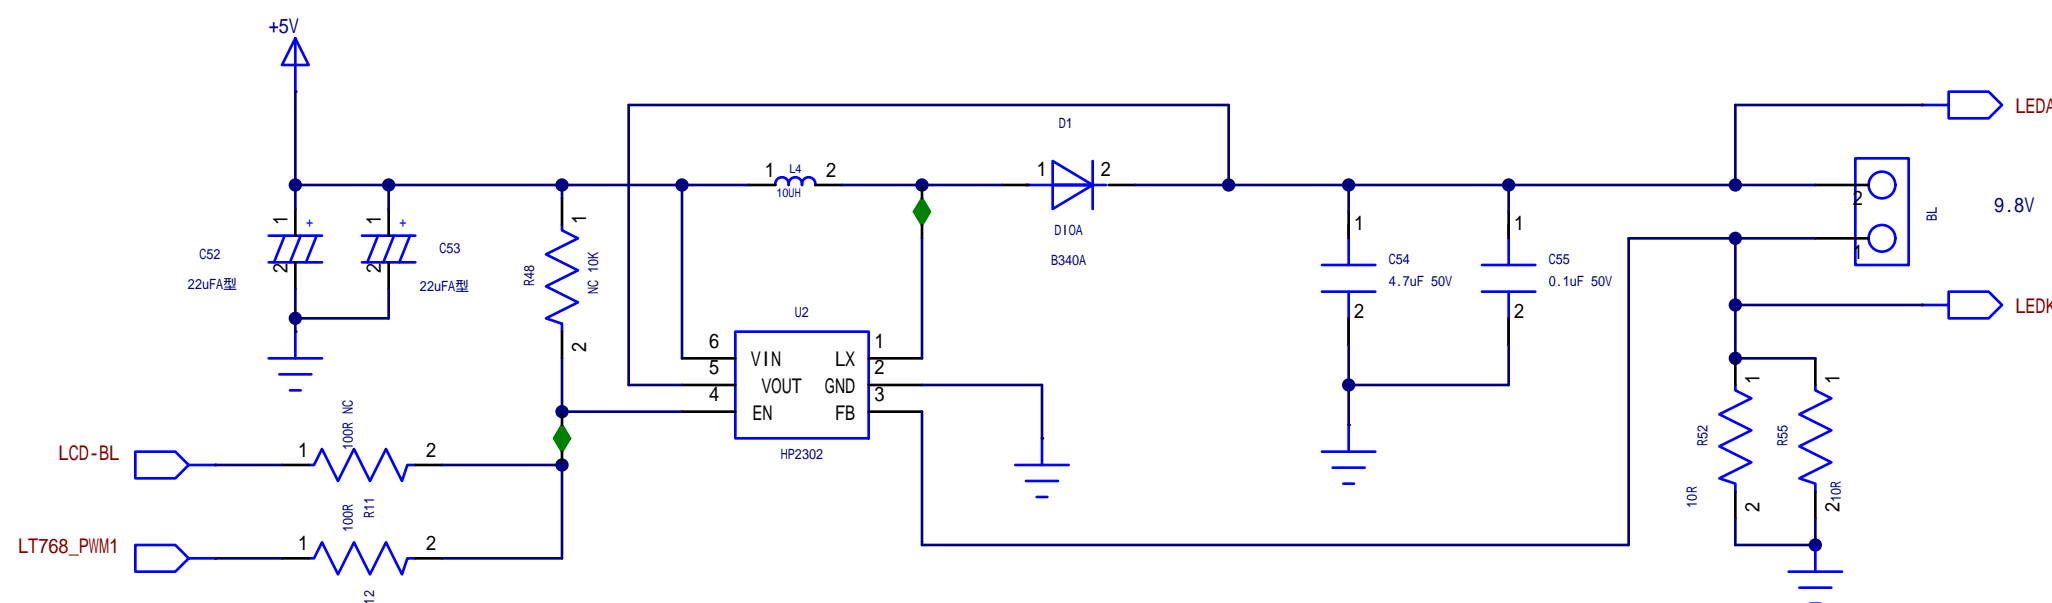 +5V
LEDA
D1
1
L4
2
10UH
1
2
DIOA
B340A
2
1
BL
9.8V
1
+
C52
2
22uFA型
1
+
C53
2
22uFA型
1
R48
NC 10K
2
1
C54
4.7uF 50V
2
1
C55
0.1uF 50V
2
LEDK
U2
6
VIN
LX
1
5
VOUT
GND
2
4
EN
FB
3
HP2302
LCD-BL
1
100R NC
2
R11
LT768_PWM1
1
100R
2
12
1
R52
10R
2
1
R55
10R
2